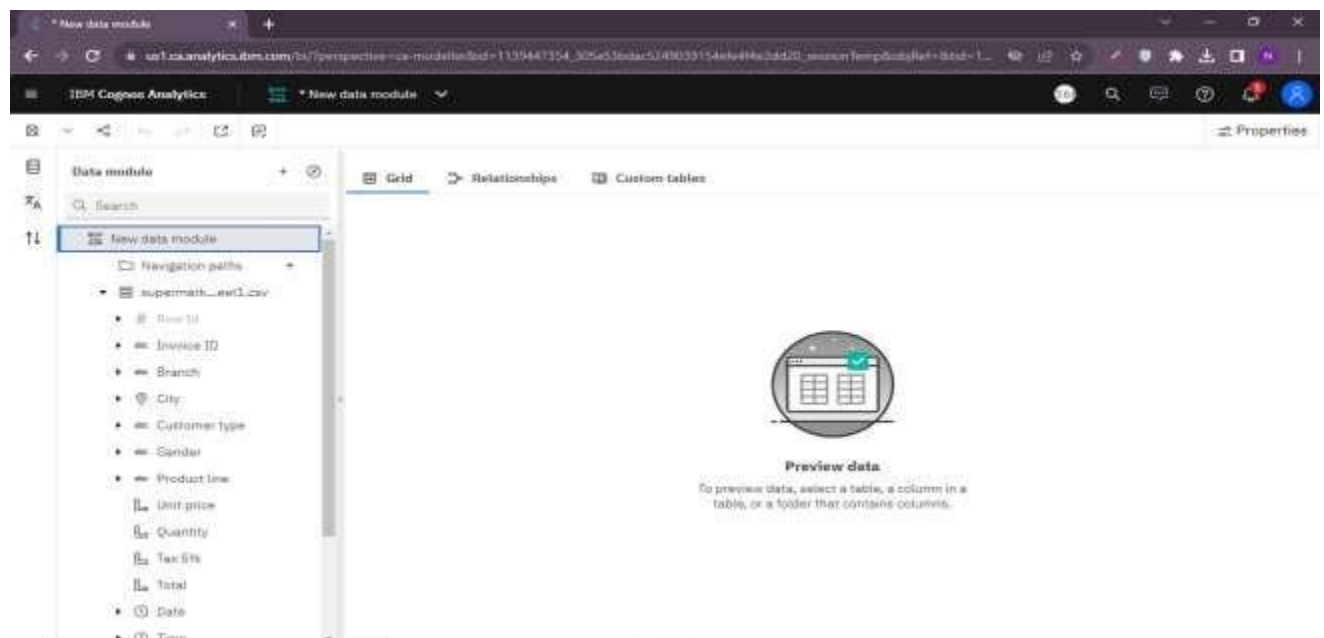 * New data module
IBM Cognos Analytics
* New data module
Properties
Data module
Grid
Relationships
Custom tables
Search
New data module
Navigation paths
Row Id
Invoice ID
Branch
City
Customer type
Gender
Product line
Unit price
Quantity
Tax 5%
Total
Date
Time
Preview data
To preview data, select a table, a column in a
table, or a folder that contains columns.